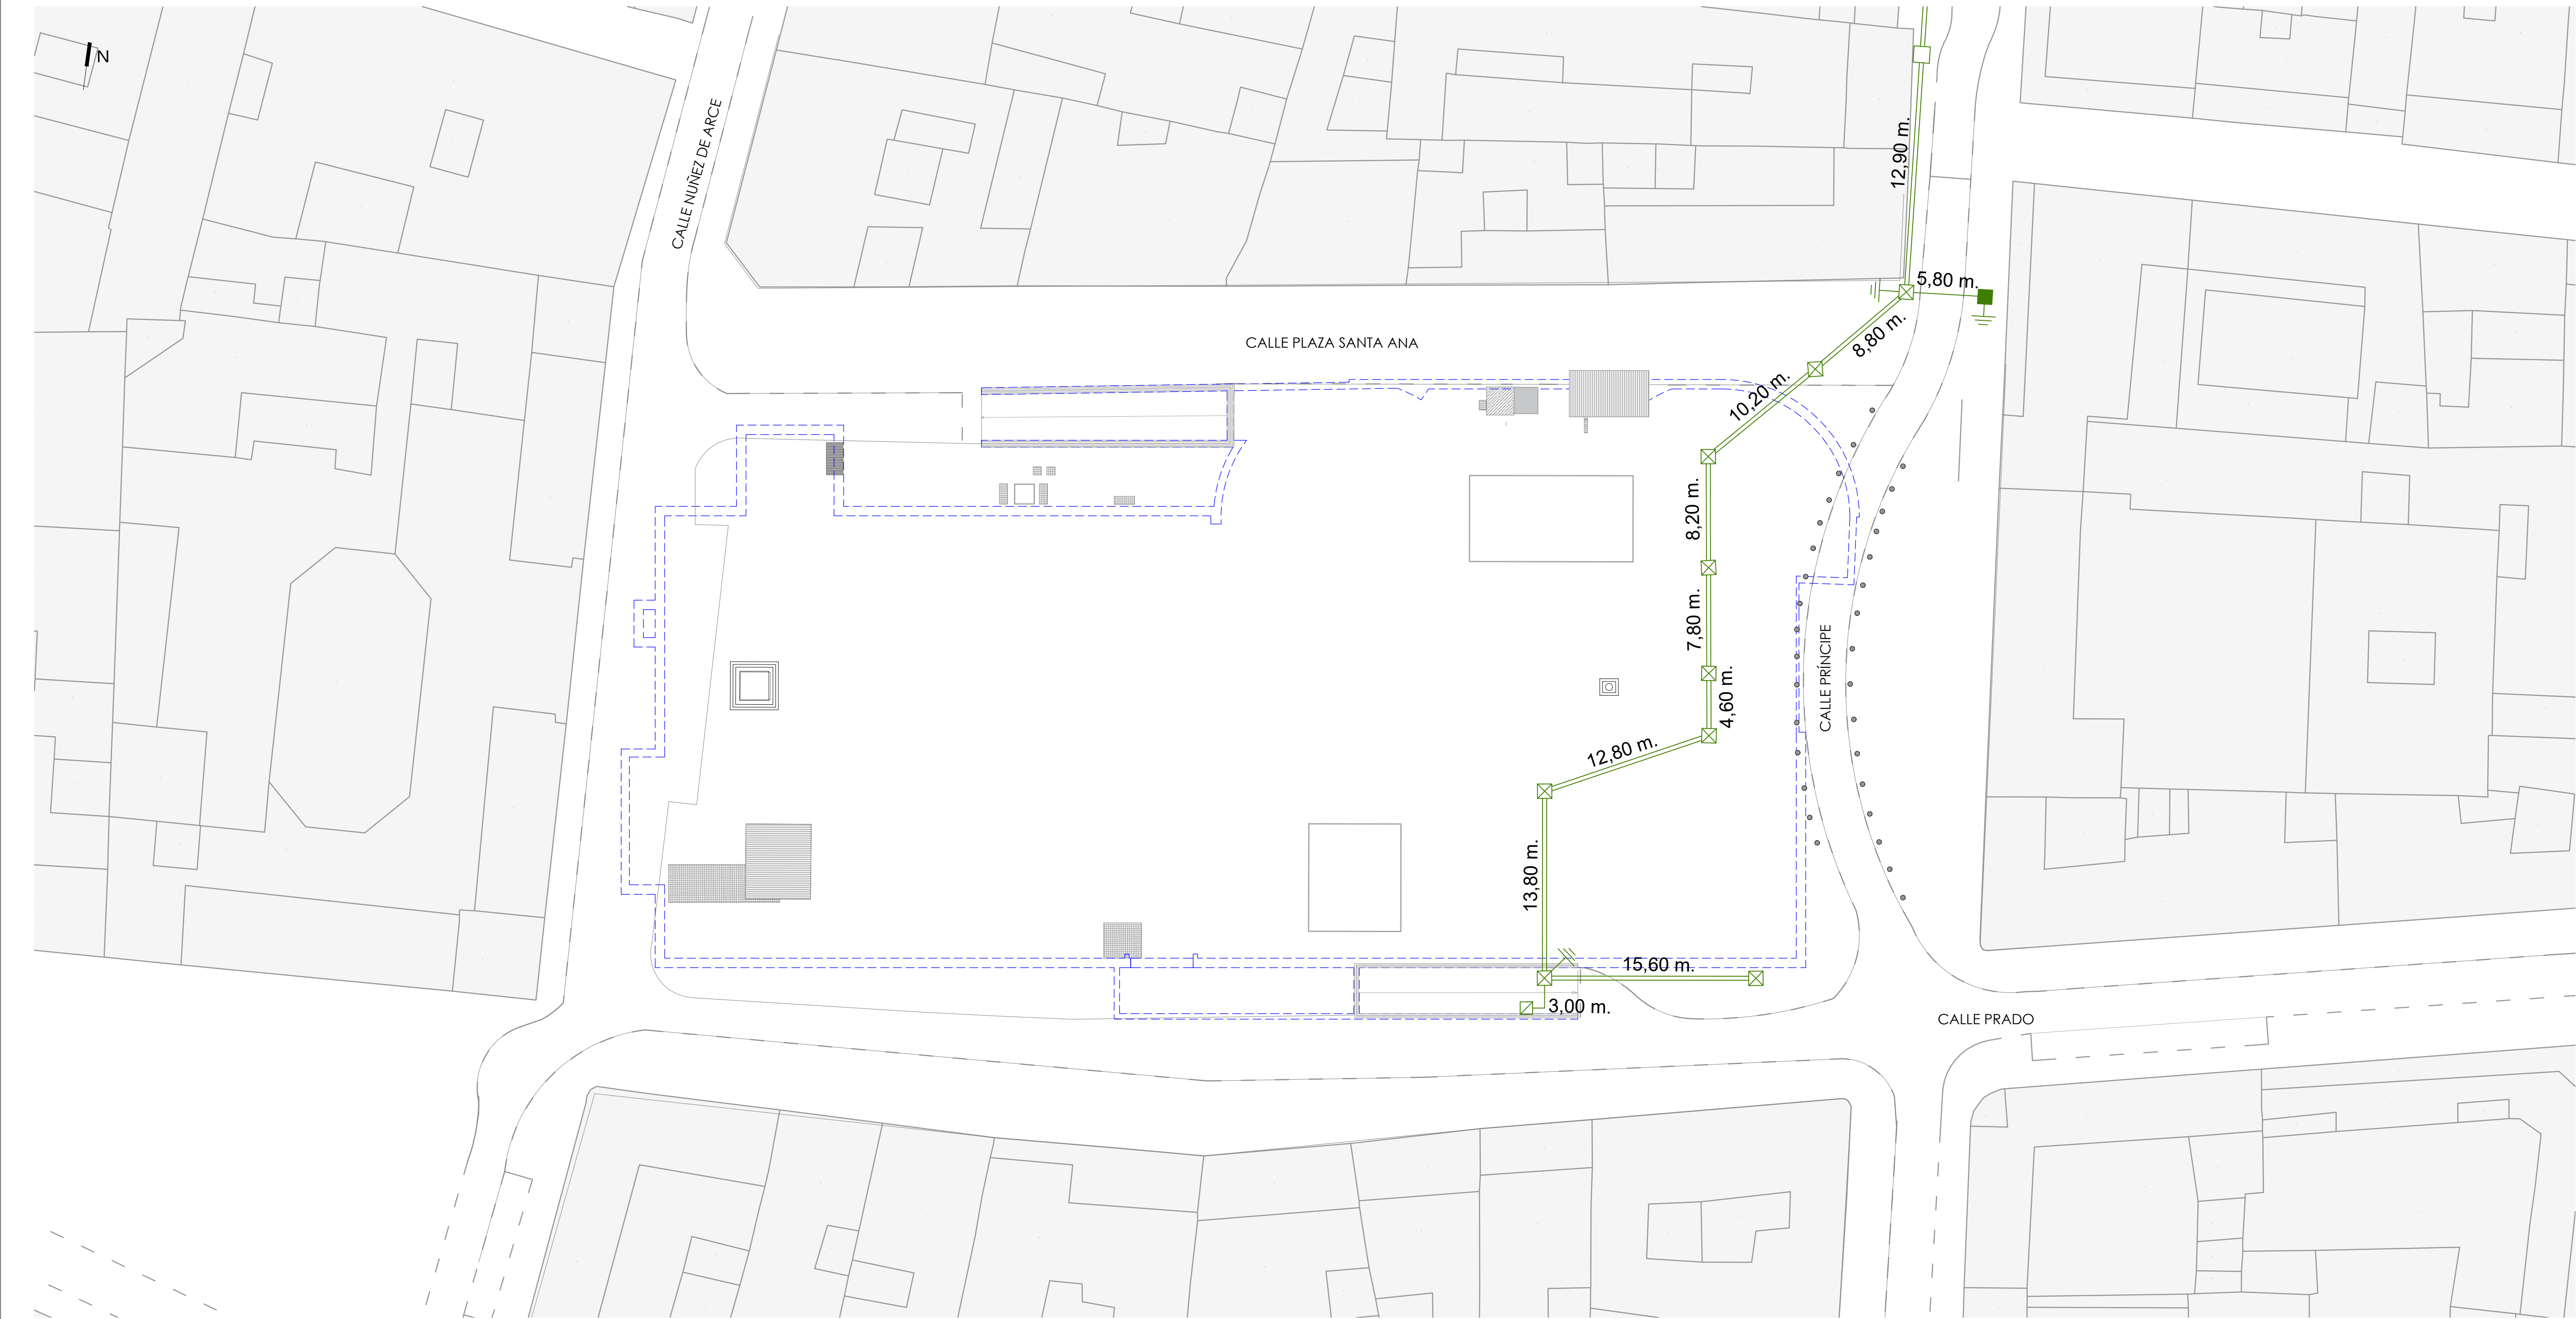 N
CALLE NUÑEZ DE ARCE
12,90 m.
5,80 m.
8,80 m.
CALLE PLAZA SANTA ANA
10,20 m.
8,20 m.
7,80 m.
4,60 m.
CALLE PRÍNCIPE
12,80 m.
13,80 m.
15,60 m.
3,00 m.
CALLE PRADO